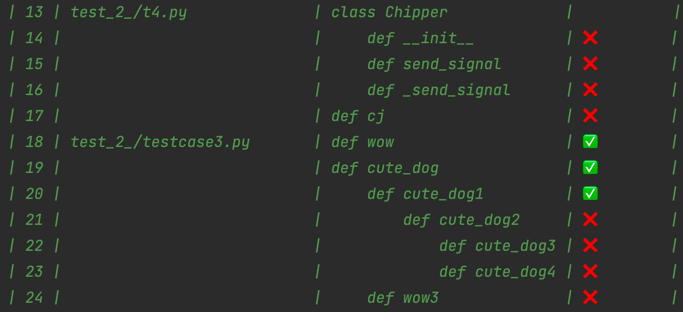 | 13 | test_2_/t4.py | class Chipper | |
| 14 | | def __init__ | ❌ |
| 15 | | def send_signal | ❌ |
| 16 | | def _send_signal | ❌ |
| 17 | | def cj | ❌ |
| 18 | test_2_/testcase3.py | def wow | ✅ |
| 19 | | def cute_dog | ✅ |
| 20 | | def cute_dog1 | ✅ |
| 21 | | def cute_dog2 | ❌ |
| 22 | | def cute_dog3 | ❌ |
| 23 | | def cute_dog4 | ❌ |
| 24 | | def wow3 | ❌ |